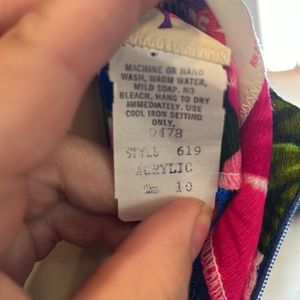 MACHINE OR HAND
WASH, WARM WATER,
MILD SOAP. NO
BLEACH, HANG TO DRY
IMMEDIATELY. USE
COOL IRON SETTING
ONLY.
0478
STYLE 619
ACRYLIC
10